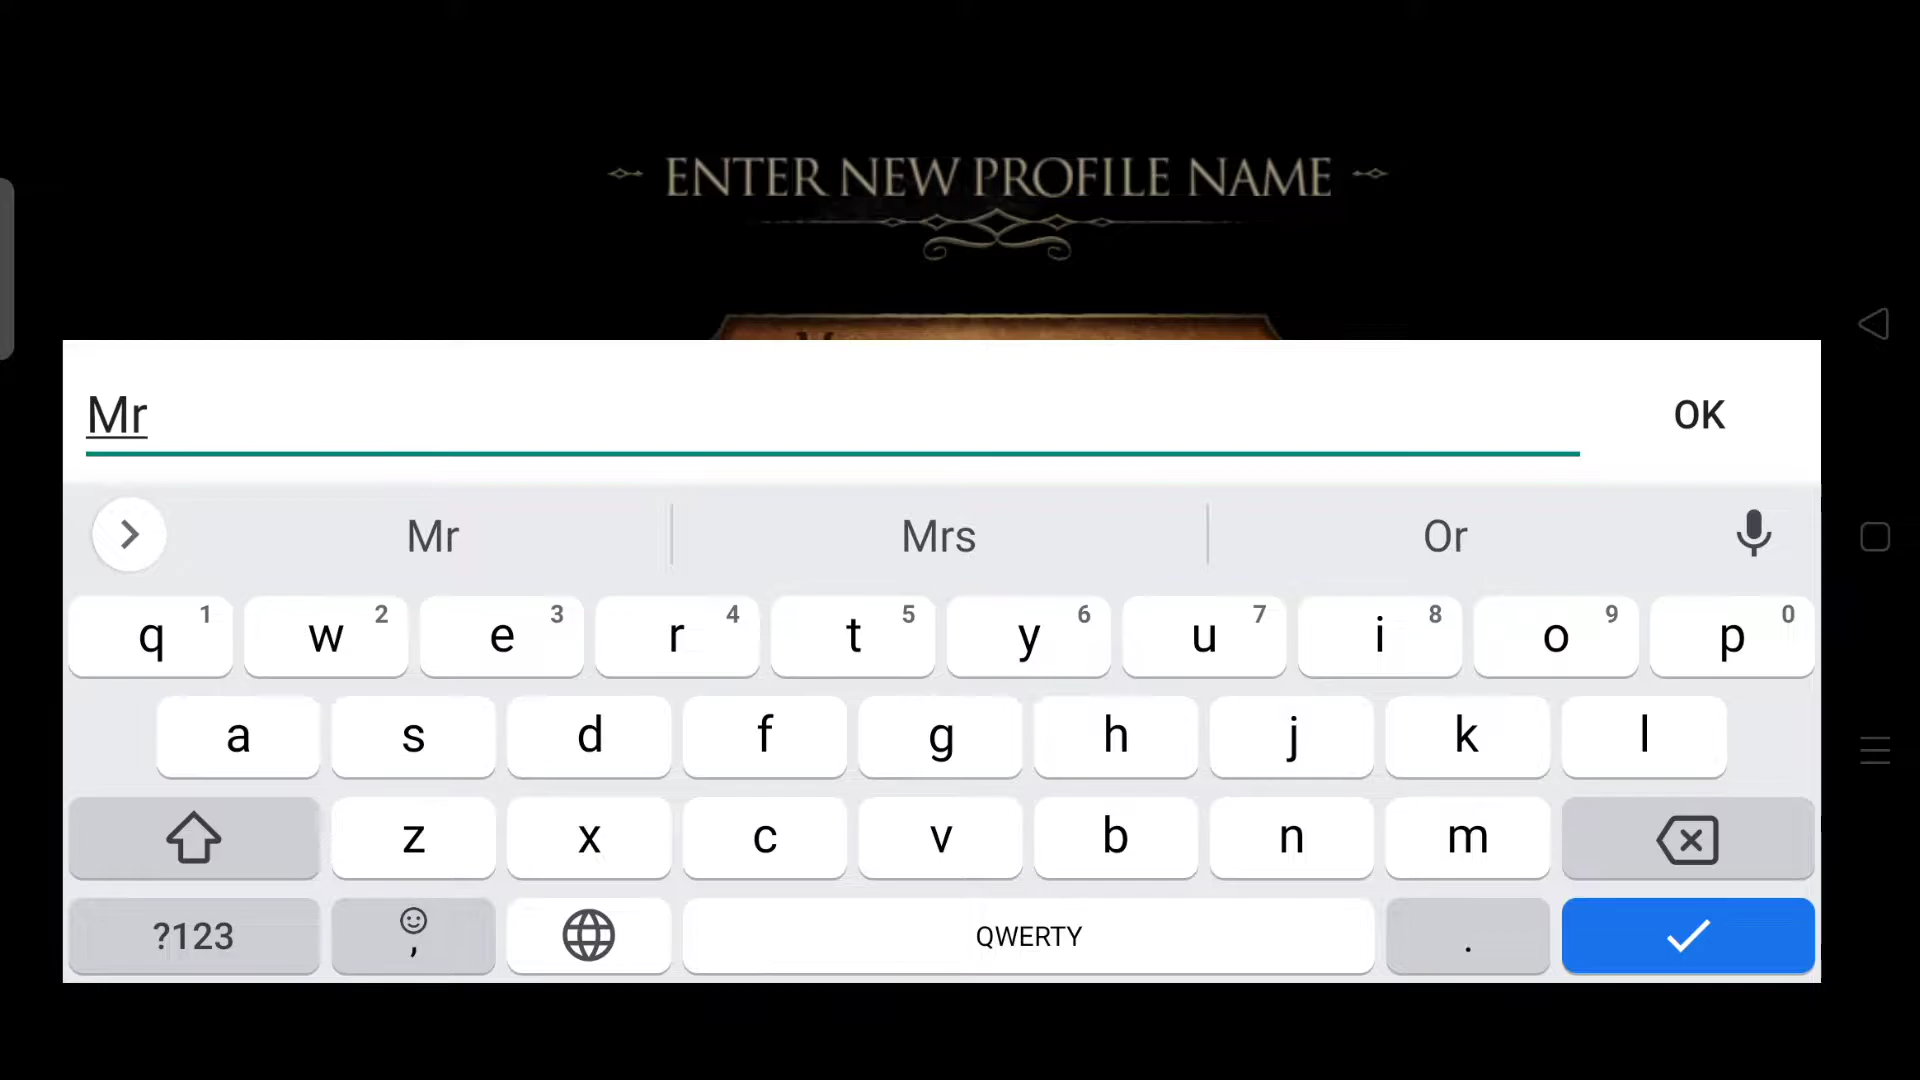 ENTER NEW PROFILE NAME
Mr
OK
Mr Mrs Or
q 1 w 2 e 3 r 4 t 5 y 6 u 7 i 8 o 9 p 0
a s d f g h j k l
z x c v b n m
?123 , QWERTY .